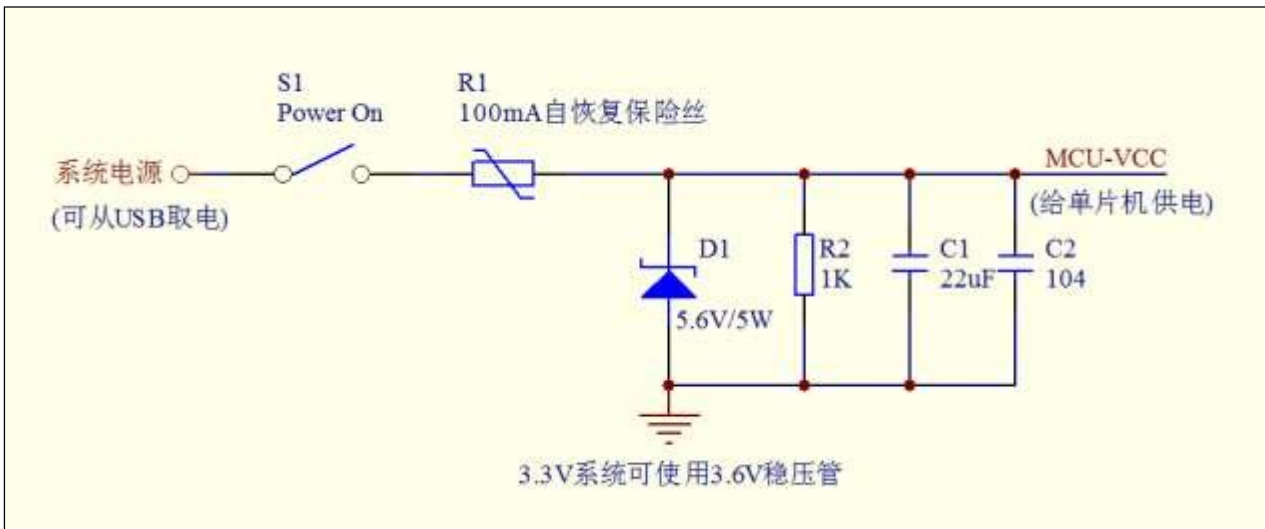 S1
Power On
R1
100mA自恢复保险丝
系统电源
(可从USB取电)
MCU-VCC
(给单片机供电)
D1
5.6V/5W
R2
1K
C1
22uF
C2
104
3.3V系统可使用3.6V稳压管